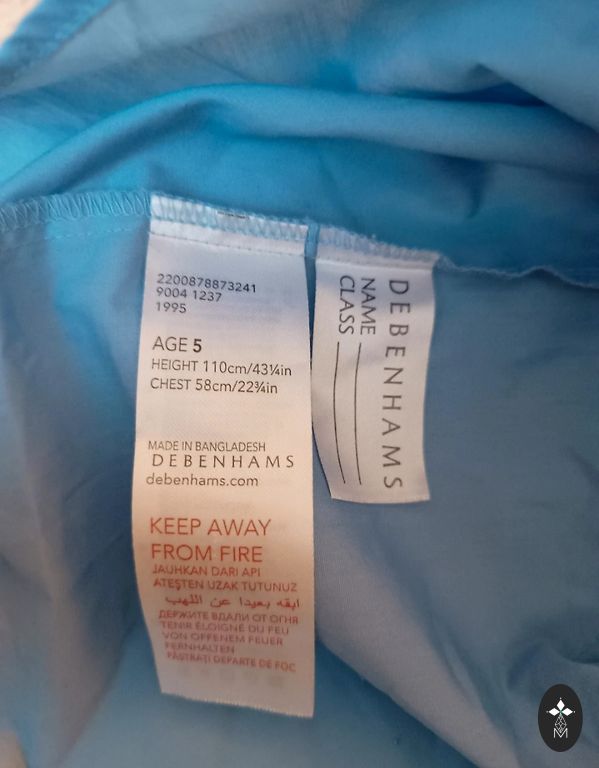 2200878873241
9004 1237
1995
AGE 5
HEIGHT 110cm/43¼in
CHEST 58cm/22¾in
MADE IN BANGLADESH
DEBENHAMS
debenhams.com
KEEP AWAY
FROM FIRE
JAUHKAN DARI API
ATEŞTEN UZAK TUTUNUZ
ابقه بعيدا عن اللهب
ДЕРЖИТЕ ВДАЛИ ОТ ОГНЯ
TENIR ÉLOIGNÉ DU FEU
VON OFFENEM FEUER
FERNHALTEN
PĂSTRAȚI DEPARTE DE FOC
DEBENHAMS
NAME
CLASS